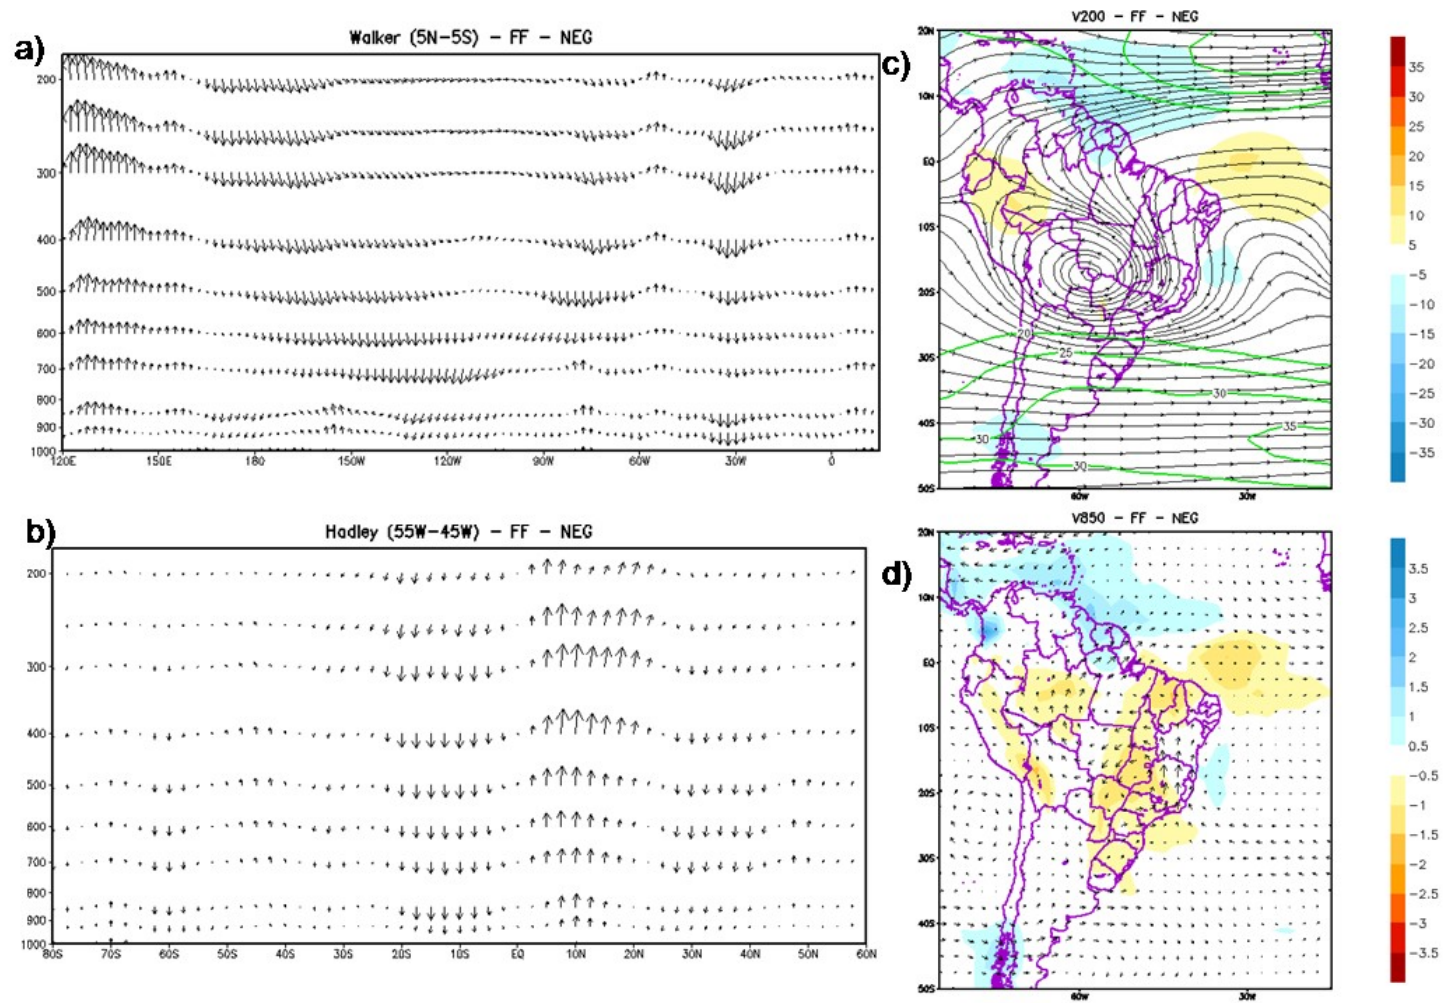 a)
Walker (5N-5S) - FF - NEG
200
300
400
500
600
700
800
900
1000
120E 150E 180 150W 120W 90W 60W 30W 0
b)
Hadley (55W-45W) - FF - NEG
200
300
400
500
600
700
800
900
1000
80S 70S 60S 50S 40S 30S 20S 10S EQ 10N 20N 30N 40N 50N 60N
c)
V200 - FF - NEG
20N
10N
EQ
10S
20S
30S
40S
50S
20
25
30
35
30
30
60W 30W
35
30
25
20
15
10
5
-5
-10
-15
-20
-25
-30
-35
d)
V850 - FF - NEG
20N
10N
EQ
10S
20S
30S
40S
50S
60W 30W
3.5
3
2.5
2
1.5
1
0.5
-0.5
-1
-1.5
-2
-2.5
-3
-3.5